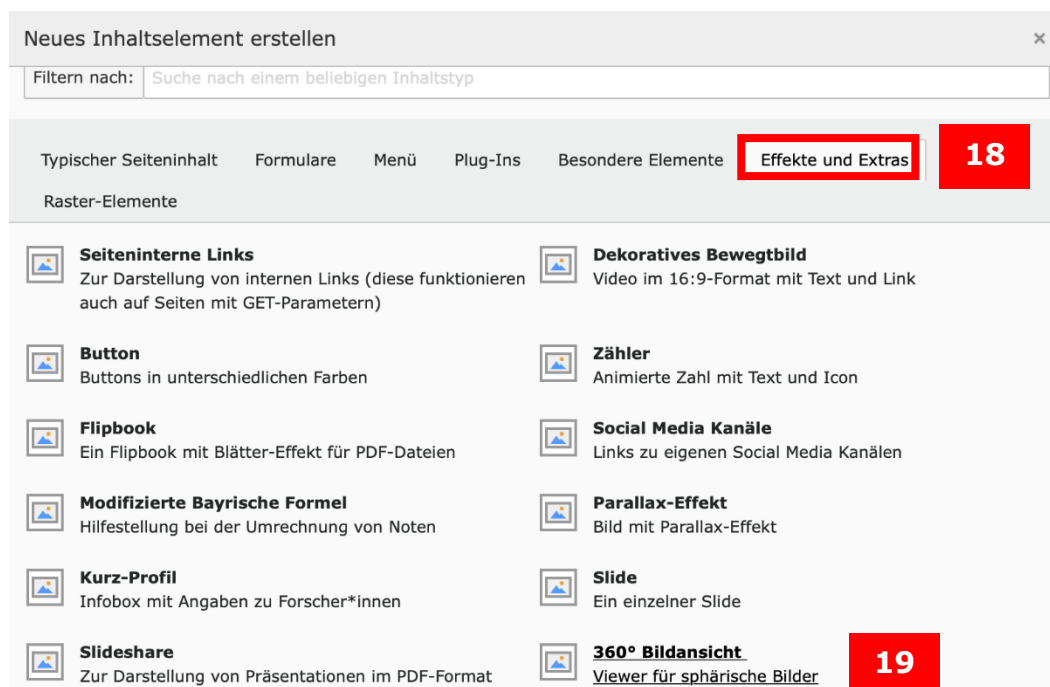 Neues Inhaltselement erstellen ×
Filtern nach: Suche nach einem beliebigen Inhaltstyp
Typischer Seiteninhalt Formulare Menü Plug-Ins Besondere Elemente Effekte und Extras 18
Raster-Elemente
Seiteninterne Links
Zur Darstellung von internen Links (diese funktionieren
auch auf Seiten mit GET-Parametern)
Dekoratives Bewegtbild
Video im 16:9-Format mit Text und Link
Button
Buttons in unterschiedlichen Farben
Zähler
Animierte Zahl mit Text und Icon
Flipbook
Ein Flipbook mit Blätter-Effekt für PDF-Dateien
Social Media Kanäle
Links zu eigenen Social Media Kanälen
Modifizierte Bayrische Formel
Hilfestellung bei der Umrechnung von Noten
Parallax-Effekt
Bild mit Parallax-Effekt
Kurz-Profil
Infobox mit Angaben zu Forscher*innen
Slide
Ein einzelner Slide
Slideshare
Zur Darstellung von Präsentationen im PDF-Format
360° Bildansicht
Viewer für sphärische Bilder
19